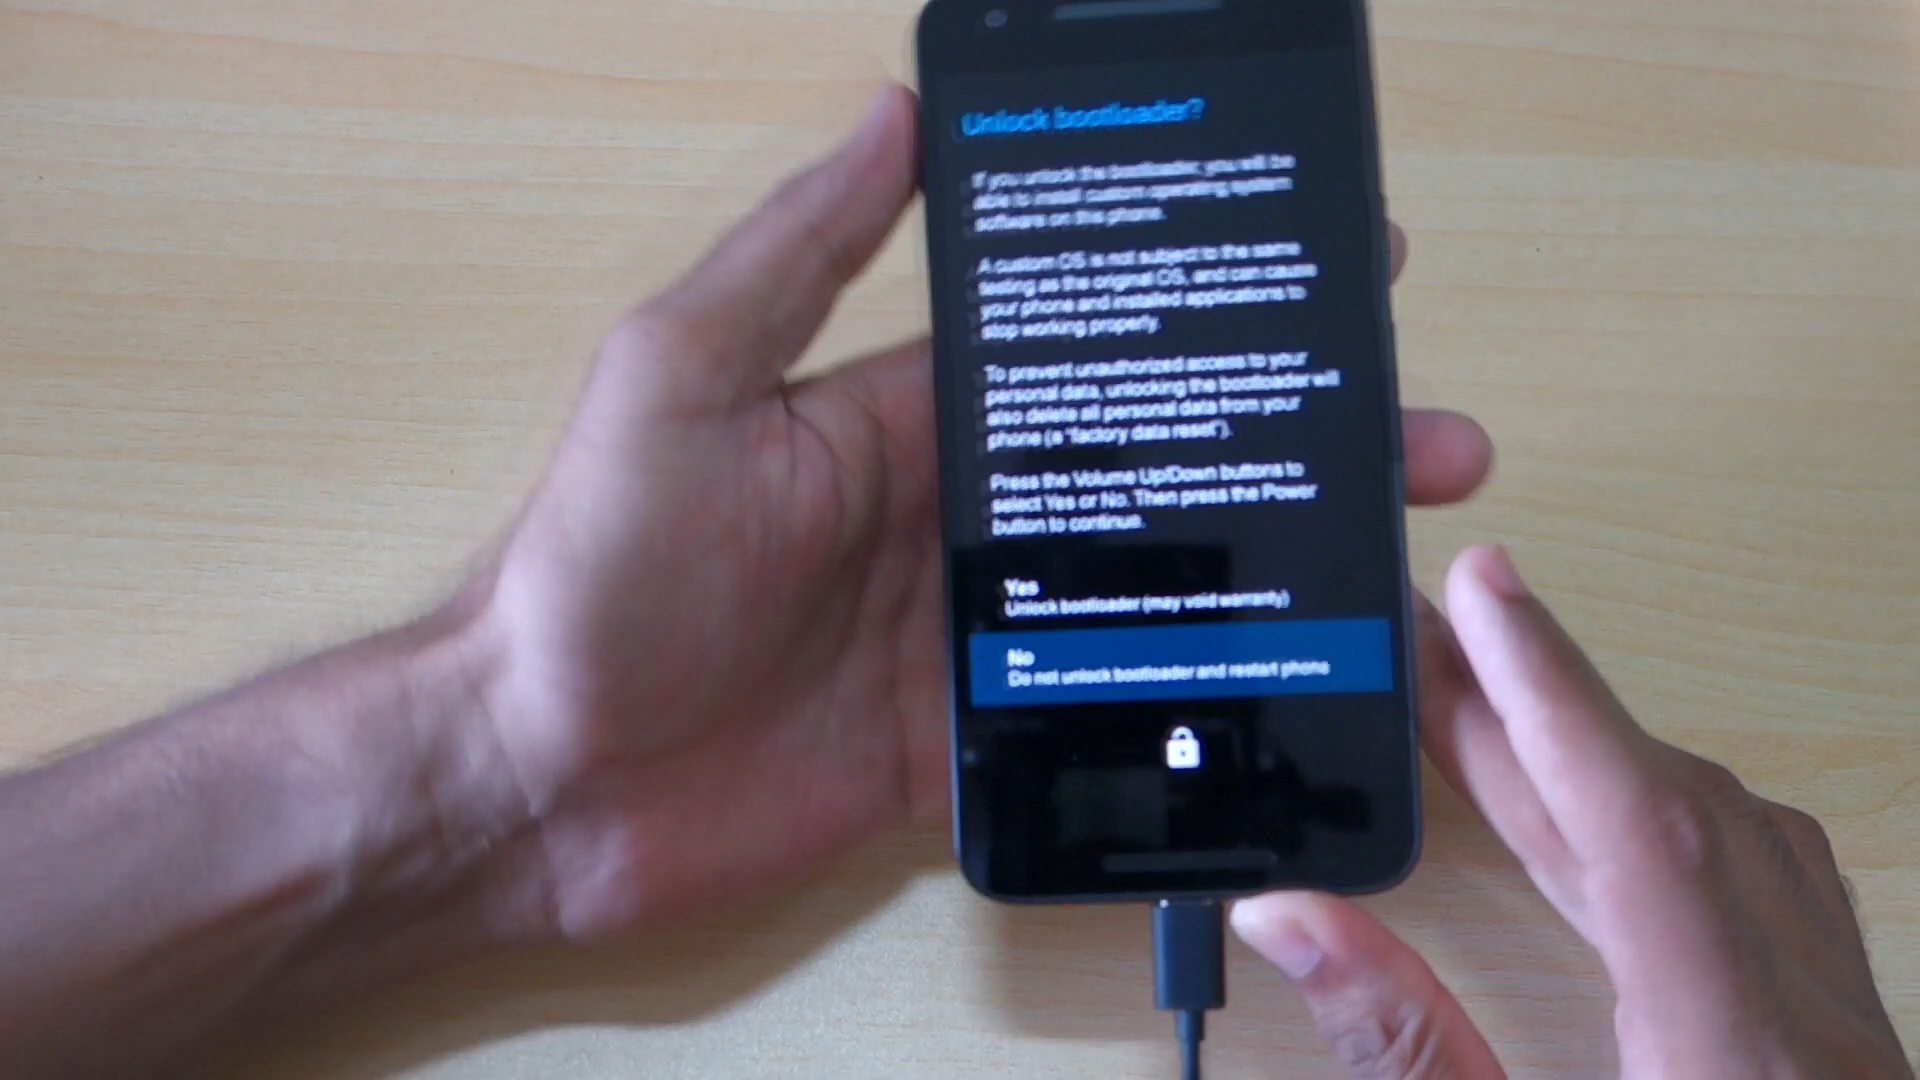 Unlock bootloader?
If you unlock the bootloader, you will be
able to install custom operating system
software on this phone.
A custom OS is not subject to the same
testing as the original OS, and can cause
your phone and installed applications to
stop working properly.
To prevent unauthorized access to your
personal data, unlocking the bootloader will
also delete all personal data from your
phone (a "factory data reset").
Press the Volume Up/Down buttons to
select Yes or No. Then press the Power
button to continue.
Yes
Unlock bootloader (may void warranty)
No
Do not unlock bootloader and restart phone